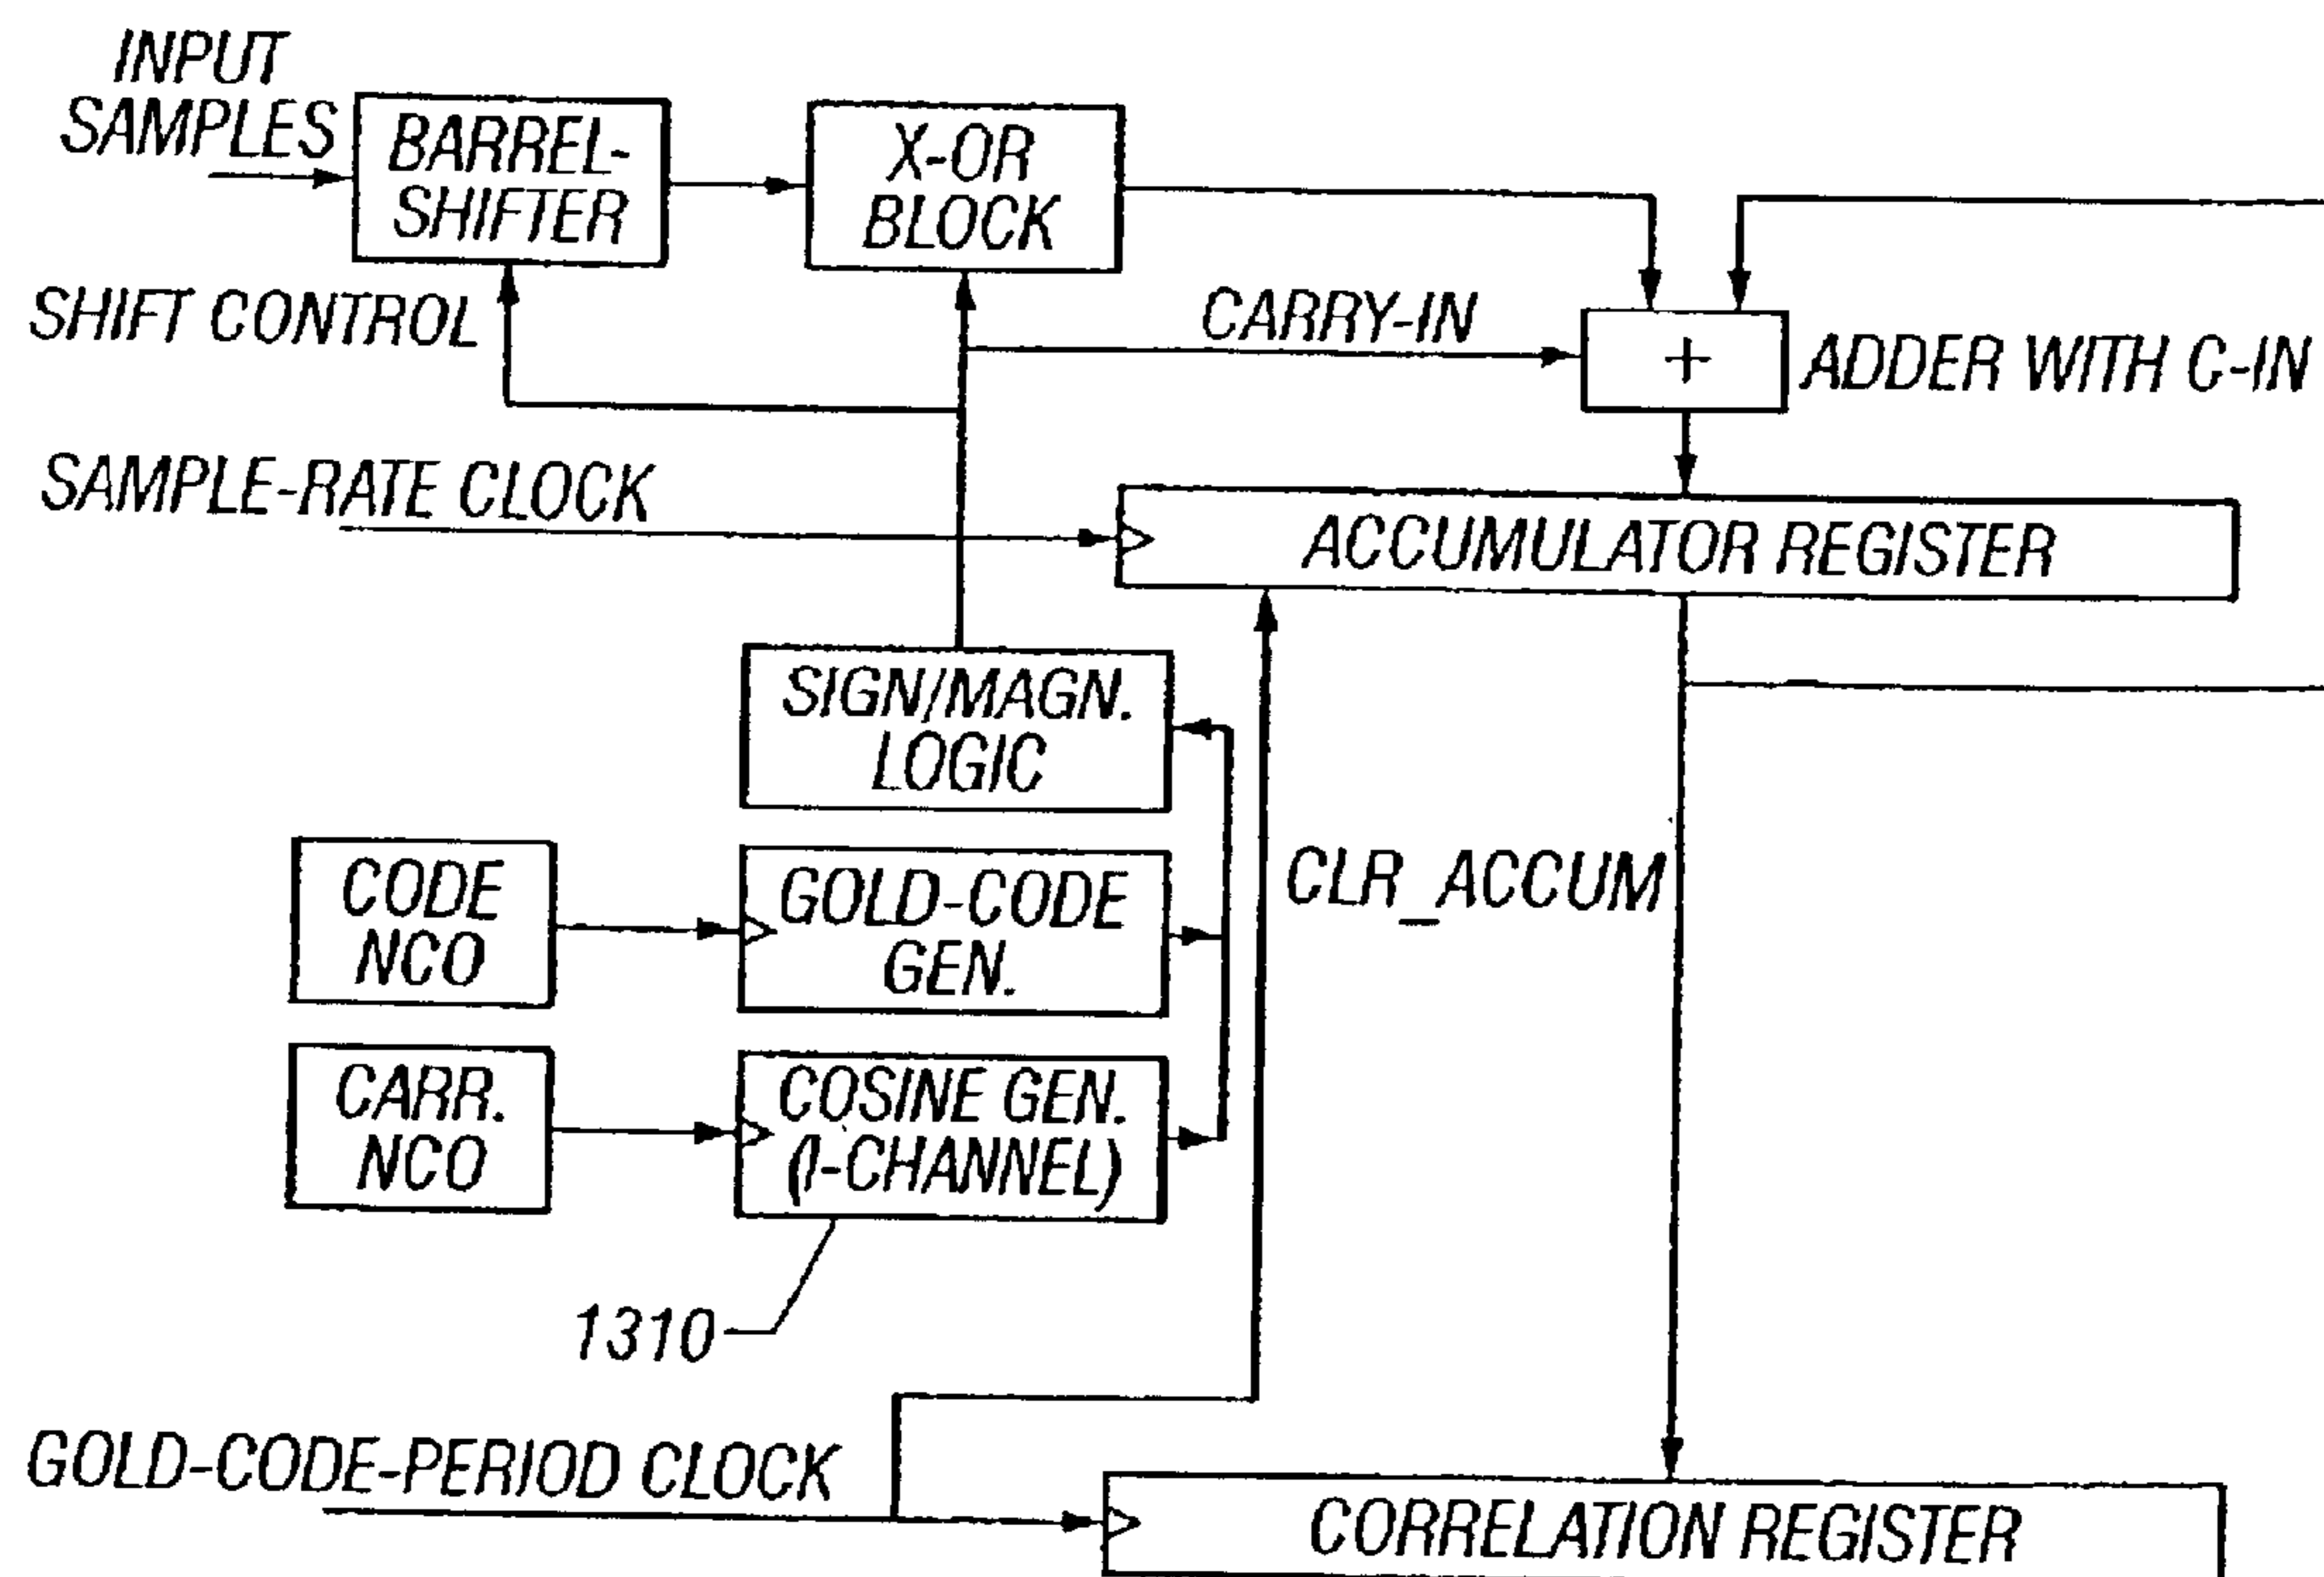 INPUT
SAMPLES
BARREL-
SHIFTER
X-OR
BLOCK
SHIFT CONTROL
CARRY-IN
+
ADDER WITH C-IN
SAMPLE-RATE CLOCK
ACCUMULATOR REGISTER
SIGN/MAGN.
LOGIC
CODE
NCO
GOLD-CODE
GEN.
CLR_ACCUM
CARR.
NCO
COSINE GEN.
(I-CHANNEL)
1310
GOLD-CODE-PERIOD CLOCK
CORRELATION REGISTER